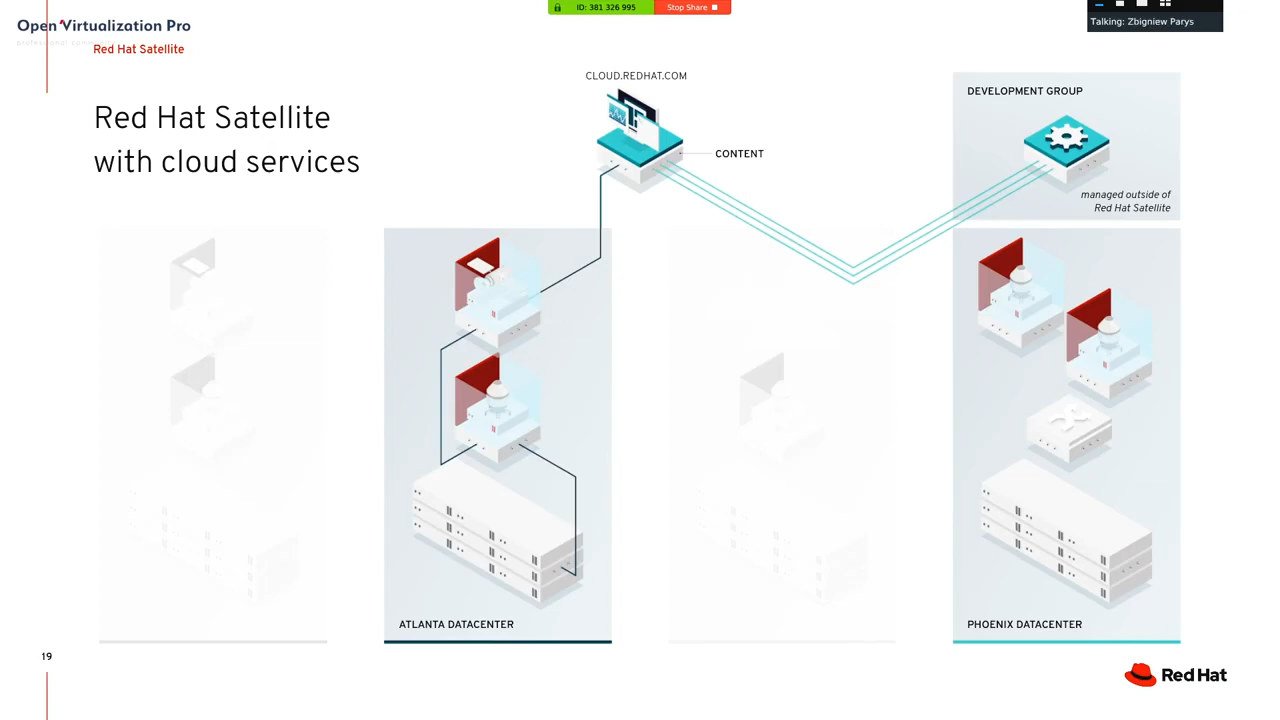 Open Virtualization Pro
professional community
Red Hat Satellite
ID: 381 326 995
Stop Share
Talking: Zbigniew Parys
Red Hat Satellite
with cloud services
CLOUD.REDHAT.COM
CONTENT
DEVELOPMENT GROUP
managed outside of
Red Hat Satellite
ATLANTA DATACENTER
PHOENIX DATACENTER
19
Red Hat